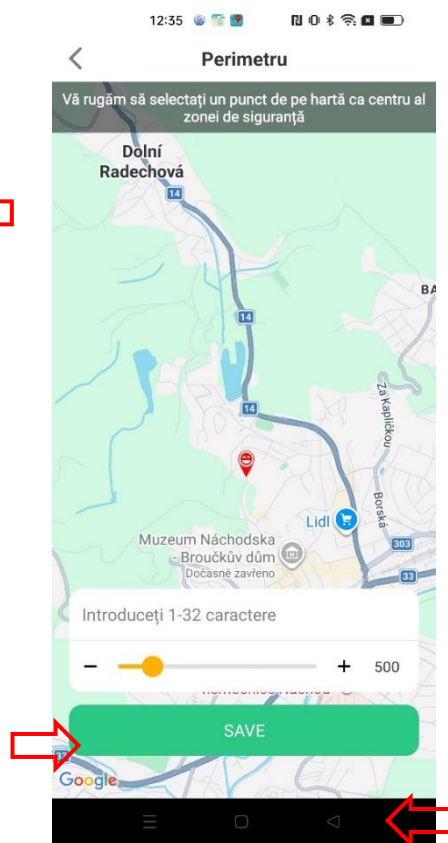 12:35
Perimetru
Vă rugăm să selectați un punct de pe hartă ca centru al
zonei de siguranță
Dolní
Radechová
14
BA
14
14
Za Kapličkou
Borská
Lidl
Muzeum Náchodska
- Broučkův dům
Dočasně zavřeno
303
33
Introduceți 1-32 caractere
− + 500
SAVE
33
Google